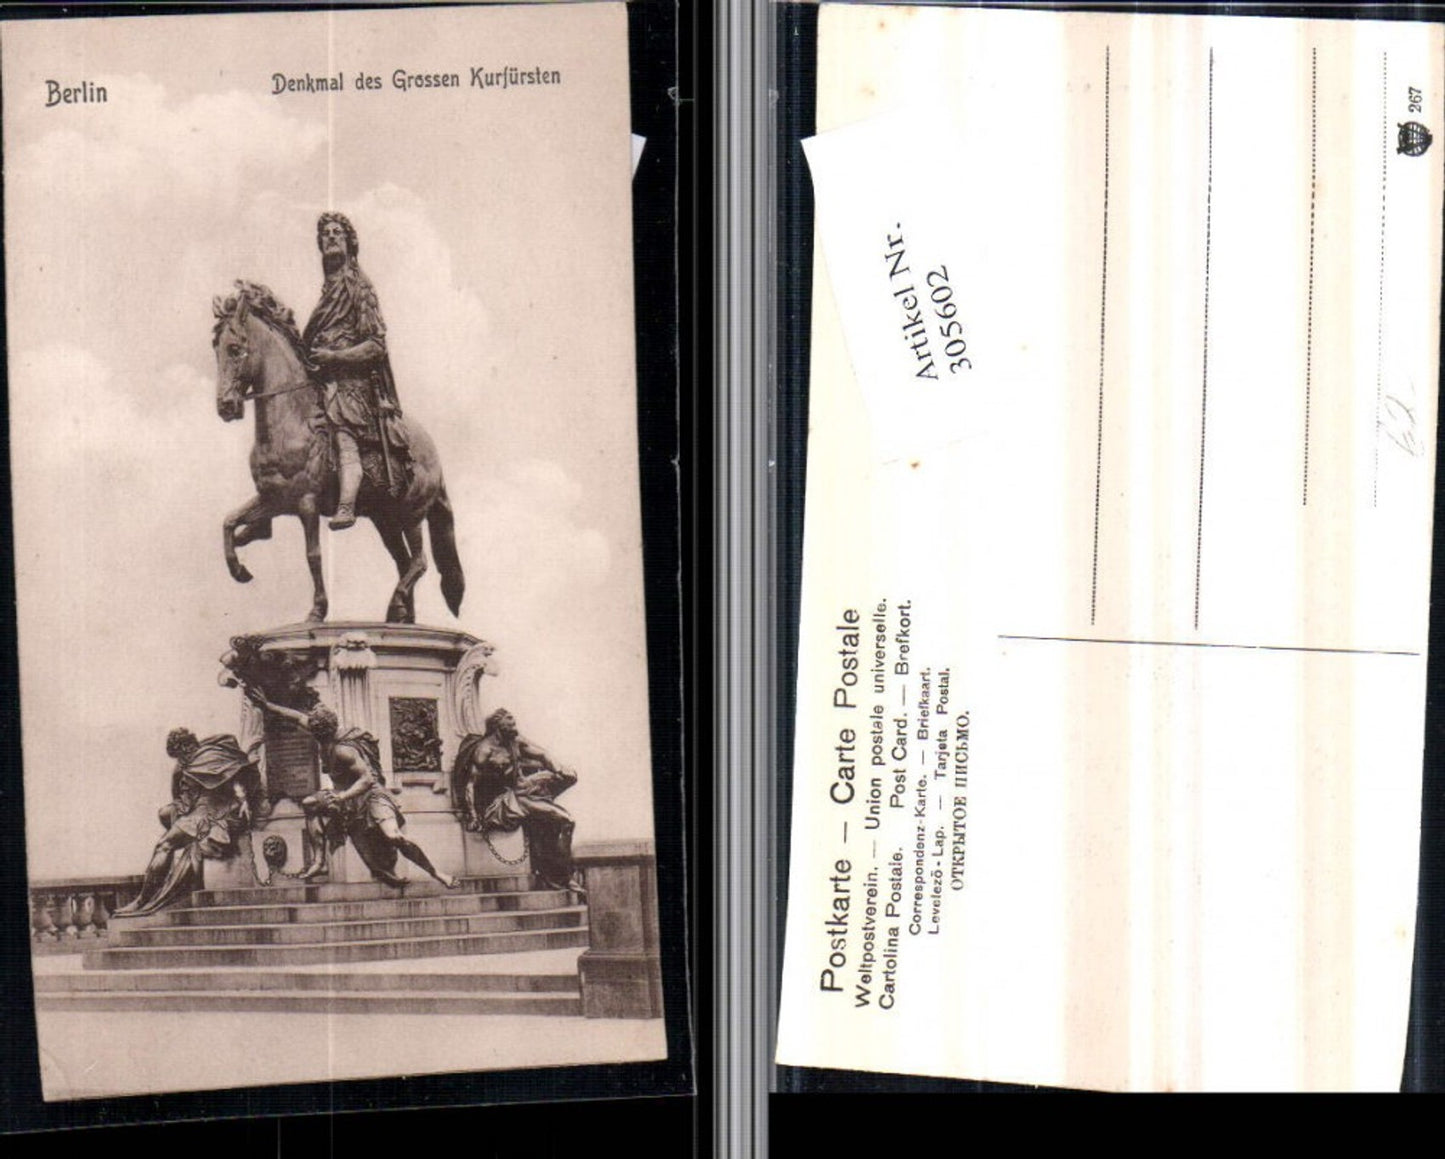 Berlin
Denkmal des Grossen Kurfürsten
Artikel Nr.
305602
Postkarte — Carte Postale
Weltpostverein. — Union postale universelle.
Cartolina Postale. Post Card. — Brefkort.
Correspondenz-Karte. — Briefkaart.
Levelezö-Lap. — Tarjeta Postal.
ОТКРЫТОЕ ПИСЬМО.
267